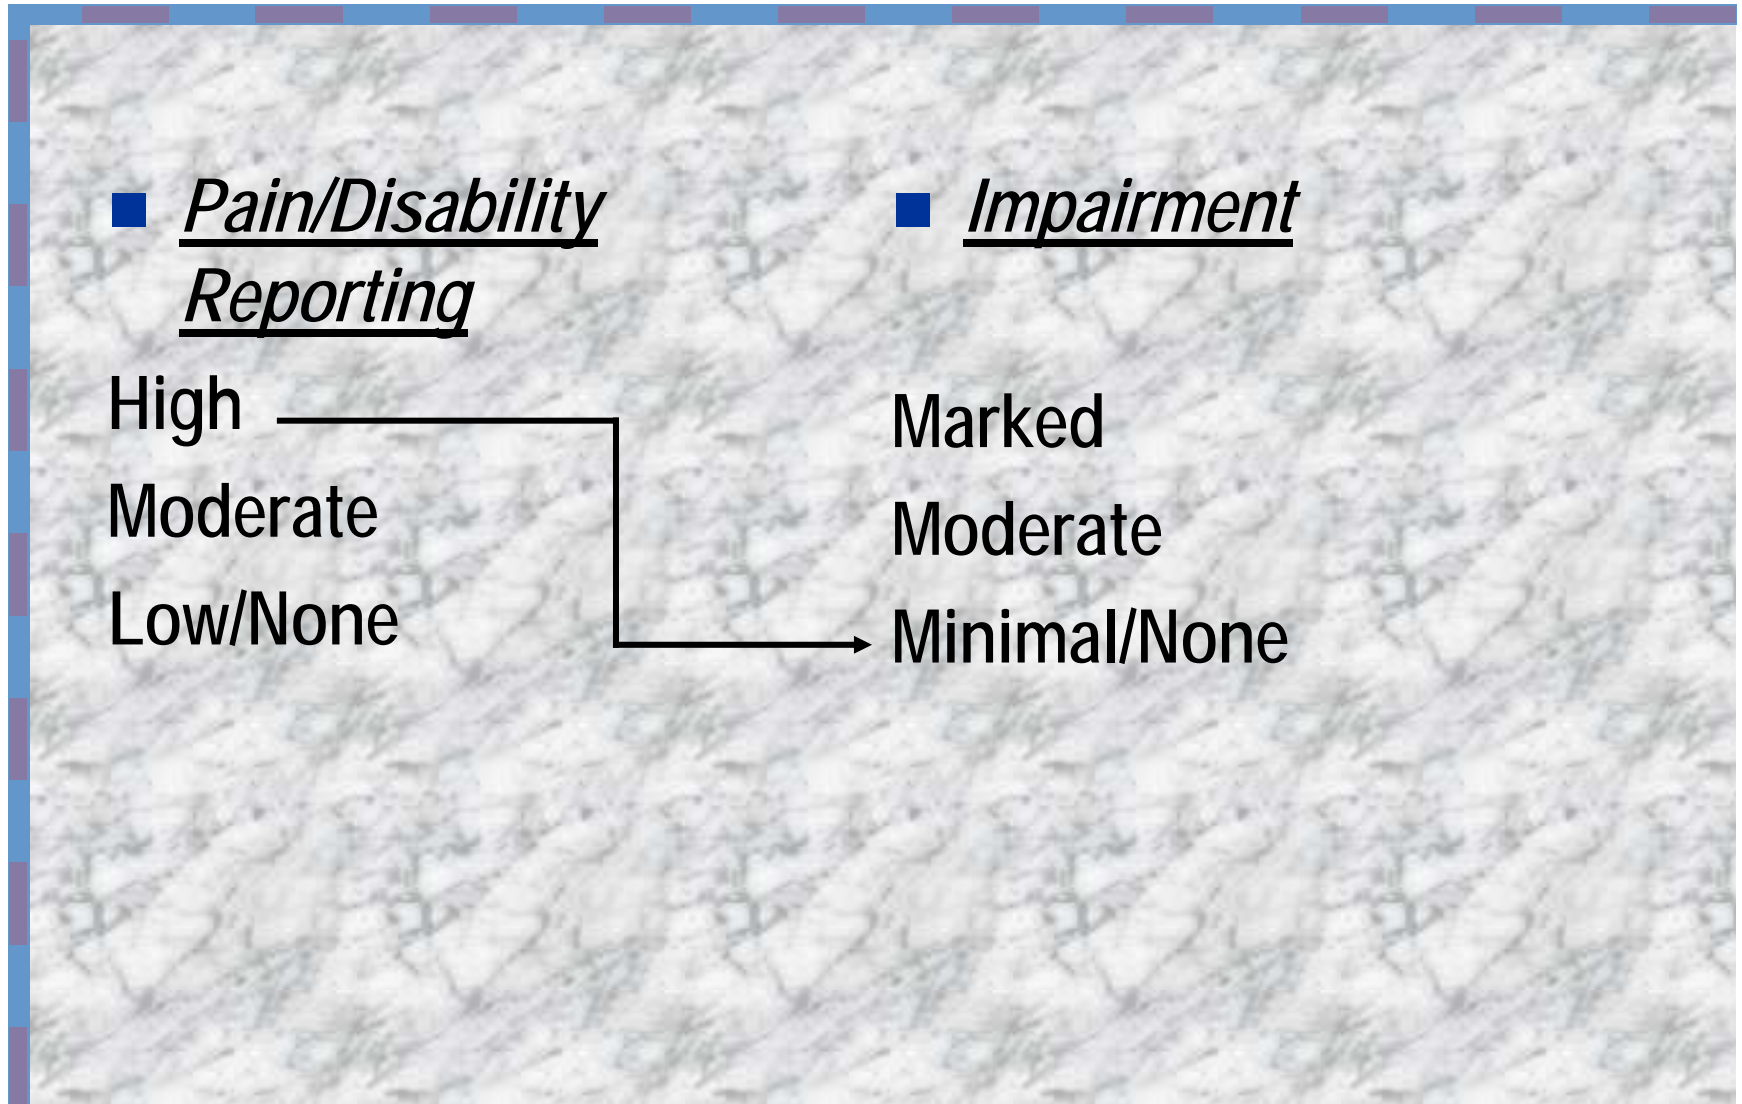 Pain/Disability
Reporting
High
Moderate
Low/None
Impairment
Marked
Moderate
Minimal/None